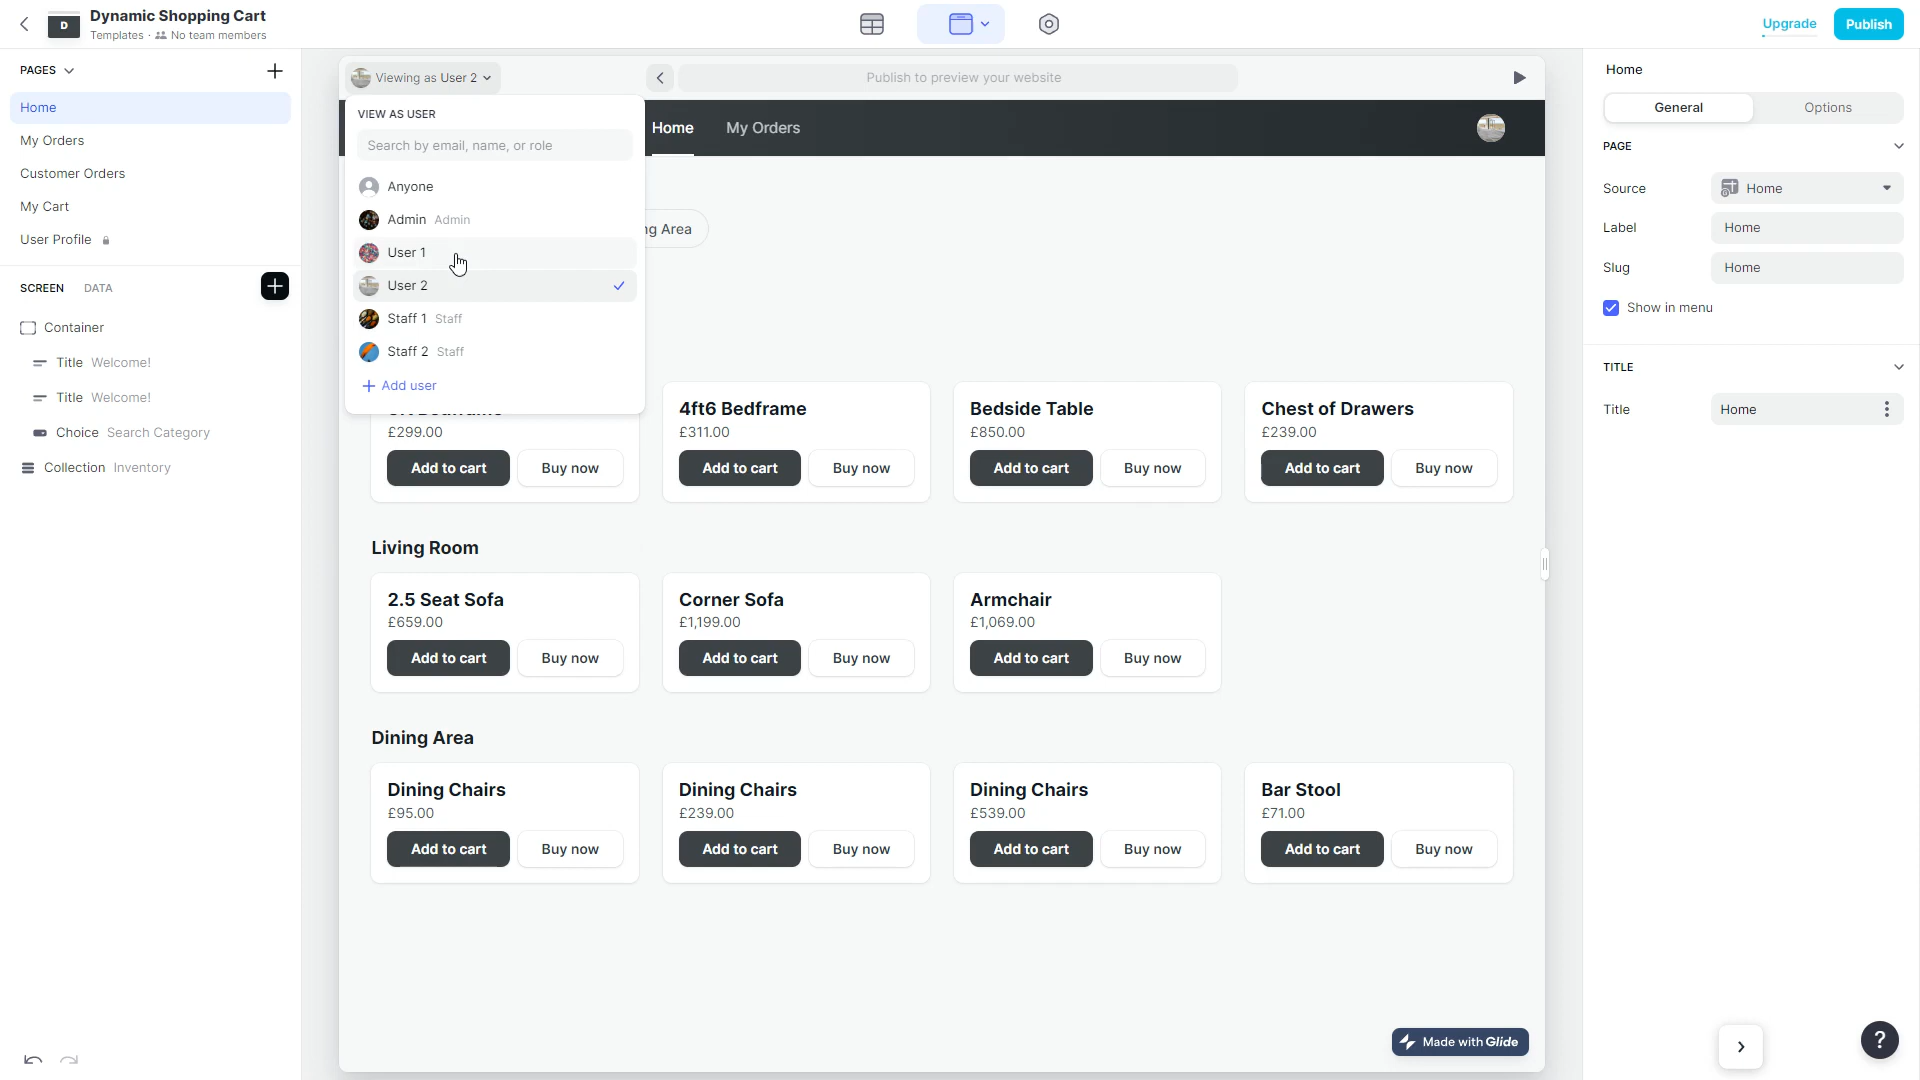 D
Dynamic Shopping Cart
Templates · No team members
Upgrade
Publish
PAGES
Home
My Orders
Customer Orders
My Cart
User Profile
SCREEN
DATA
Container
Title Welcome!
Title Welcome!
Choice Search Category
Collection Inventory
Viewing as User 2
Publish to preview your website
VIEW AS USER
Search by email, name, or role
Anyone
Admin Admin
User 1
User 2
Staff 1 Staff
Staff 2 Staff
Add user
Home
My Orders
ng Area
£299.00
Add to cart
Buy now
4ft6 Bedframe
£311.00
Add to cart
Buy now
Bedside Table
£850.00
Add to cart
Buy now
Chest of Drawers
£239.00
Add to cart
Buy now
Living Room
2.5 Seat Sofa
£659.00
Add to cart
Buy now
Corner Sofa
£1,199.00
Add to cart
Buy now
Armchair
£1,069.00
Add to cart
Buy now
Dining Area
Dining Chairs
£95.00
Add to cart
Buy now
Dining Chairs
£239.00
Add to cart
Buy now
Dining Chairs
£539.00
Add to cart
Buy now
Bar Stool
£71.00
Add to cart
Buy now
Made with Glide
Home
General
Options
PAGE
Source
Home
Label
Home
Slug
Home
Show in menu
TITLE
Title
Home
?